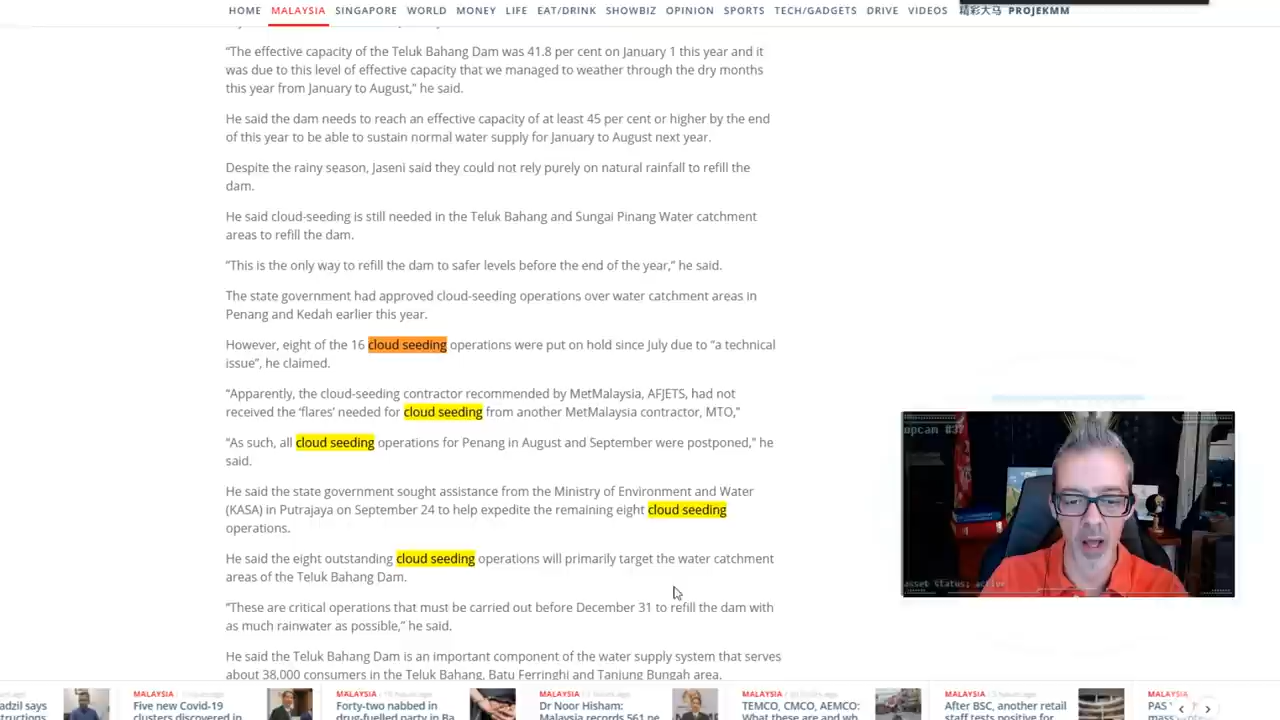 HOME MALAYSIA SINGAPORE WORLD MONEY LIFE EAT/DRINK SHOWBIZ OPINION SPORTS TECH/GADGETS DRIVE VIDEOS 精彩大马 PROJEKMM
“The effective capacity of the Teluk Bahang Dam was 41.8 per cent on January 1 this year and it
was due to this level of effective capacity that we managed to weather through the dry months
this year from January to August,” he said.
He said the dam needs to reach an effective capacity of at least 45 per cent or higher by the end
of this year to be able to sustain normal water supply for January to August next year.
Despite the rainy season, Jaseni said they could not rely purely on natural rainfall to refill the
dam.
He said cloud-seeding is still needed in the Teluk Bahang and Sungai Pinang Water catchment
areas to refill the dam.
“This is the only way to refill the dam to safer levels before the end of the year,” he said.
The state government had approved cloud-seeding operations over water catchment areas in
Penang and Kedah earlier this year.
However, eight of the 16 cloud seeding operations were put on hold since July due to “a technical
issue”, he claimed.
“Apparently, the cloud-seeding contractor recommended by MetMalaysia, AFJETS, had not
received the ‘flares’ needed for cloud seeding from another MetMalaysia contractor, MTO,”
“As such, all cloud seeding operations for Penang in August and September were postponed,” he
said.
He said the state government sought assistance from the Ministry of Environment and Water
(KASA) in Putrajaya on September 24 to help expedite the remaining eight cloud seeding
operations.
He said the eight outstanding cloud seeding operations will primarily target the water catchment
areas of the Teluk Bahang Dam.
“These are critical operations that must be carried out before December 31 to refill the dam with
as much rainwater as possible,” he said.
He said the Teluk Bahang Dam is an important component of the water supply system that serves
about 38,000 consumers in the Teluk Bahang, Batu Ferringhi and Tanjung Bungah area.
opcam #37
asset Status; active
adzil says
structions
MALAYSIA
Five new Covid-19
clusters discovered in
MALAYSIA
Forty-two nabbed in
drug-fuelled party in Ba
MALAYSIA
Dr Noor Hisham:
Malaysia records 561 ne
MALAYSIA
TEMCO, CMCO, AEMCO:
What these are and wh
MALAYSIA
After BSC, another retail
staff tests positive for
MALAYSIA
PAS
mass